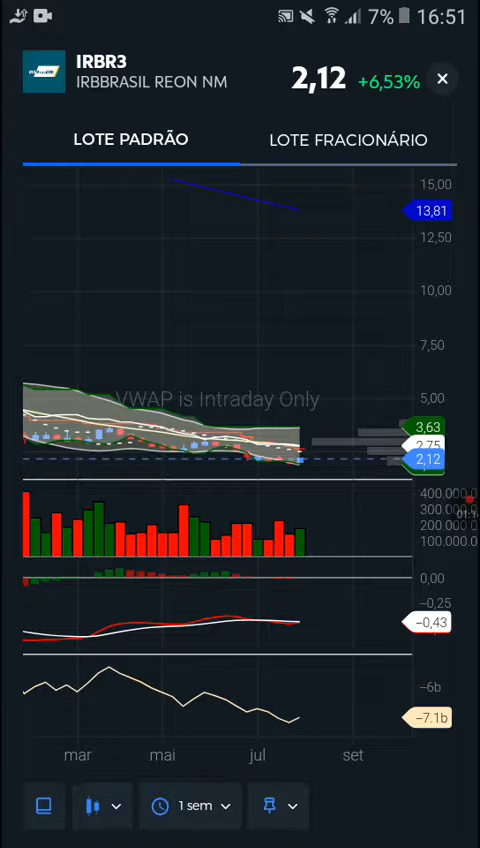 7% 16:51
IRBR3
IRBBRASIL REON NM
2,12 +6,53%
LOTE PADRÃO
LOTE FRACIONÁRIO
15,00
13,81
12,50
10,00
7,50
5,00
VWAP is Intraday Only
3,63
2,75
2,12
400.000,0
300.000,0
200.000,0
100.000,0
0,00
−0,25
−0,43
−6b
−7.1b
mar mai jul set
1 sem